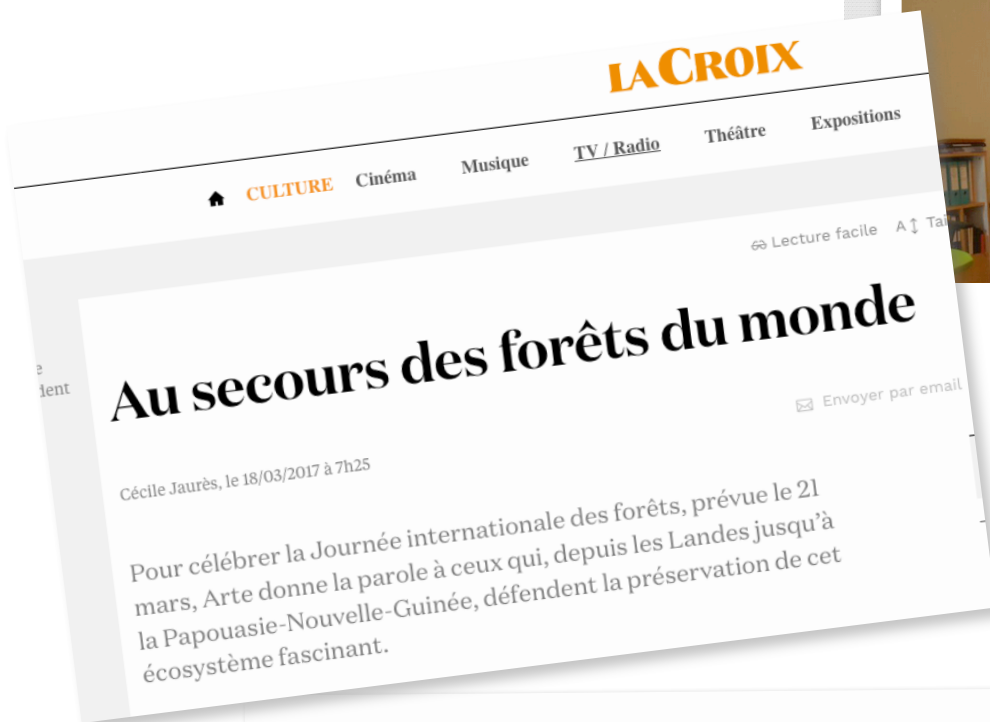 LA CROIX
CULTURE Cinéma Musique TV / Radio Théâtre Expositions
Lecture facile A Tai
Au secours des forêts du monde
Envoyer par email
Cécile Jaurès, le 18/03/2017 à 7h25
Pour célébrer la Journée internationale des forêts, prévue le 21
mars, Arte donne la parole à ceux qui, depuis les Landes jusqu’à
la Papouasie-Nouvelle-Guinée, défendent la préservation de cet
écosystème fascinant.